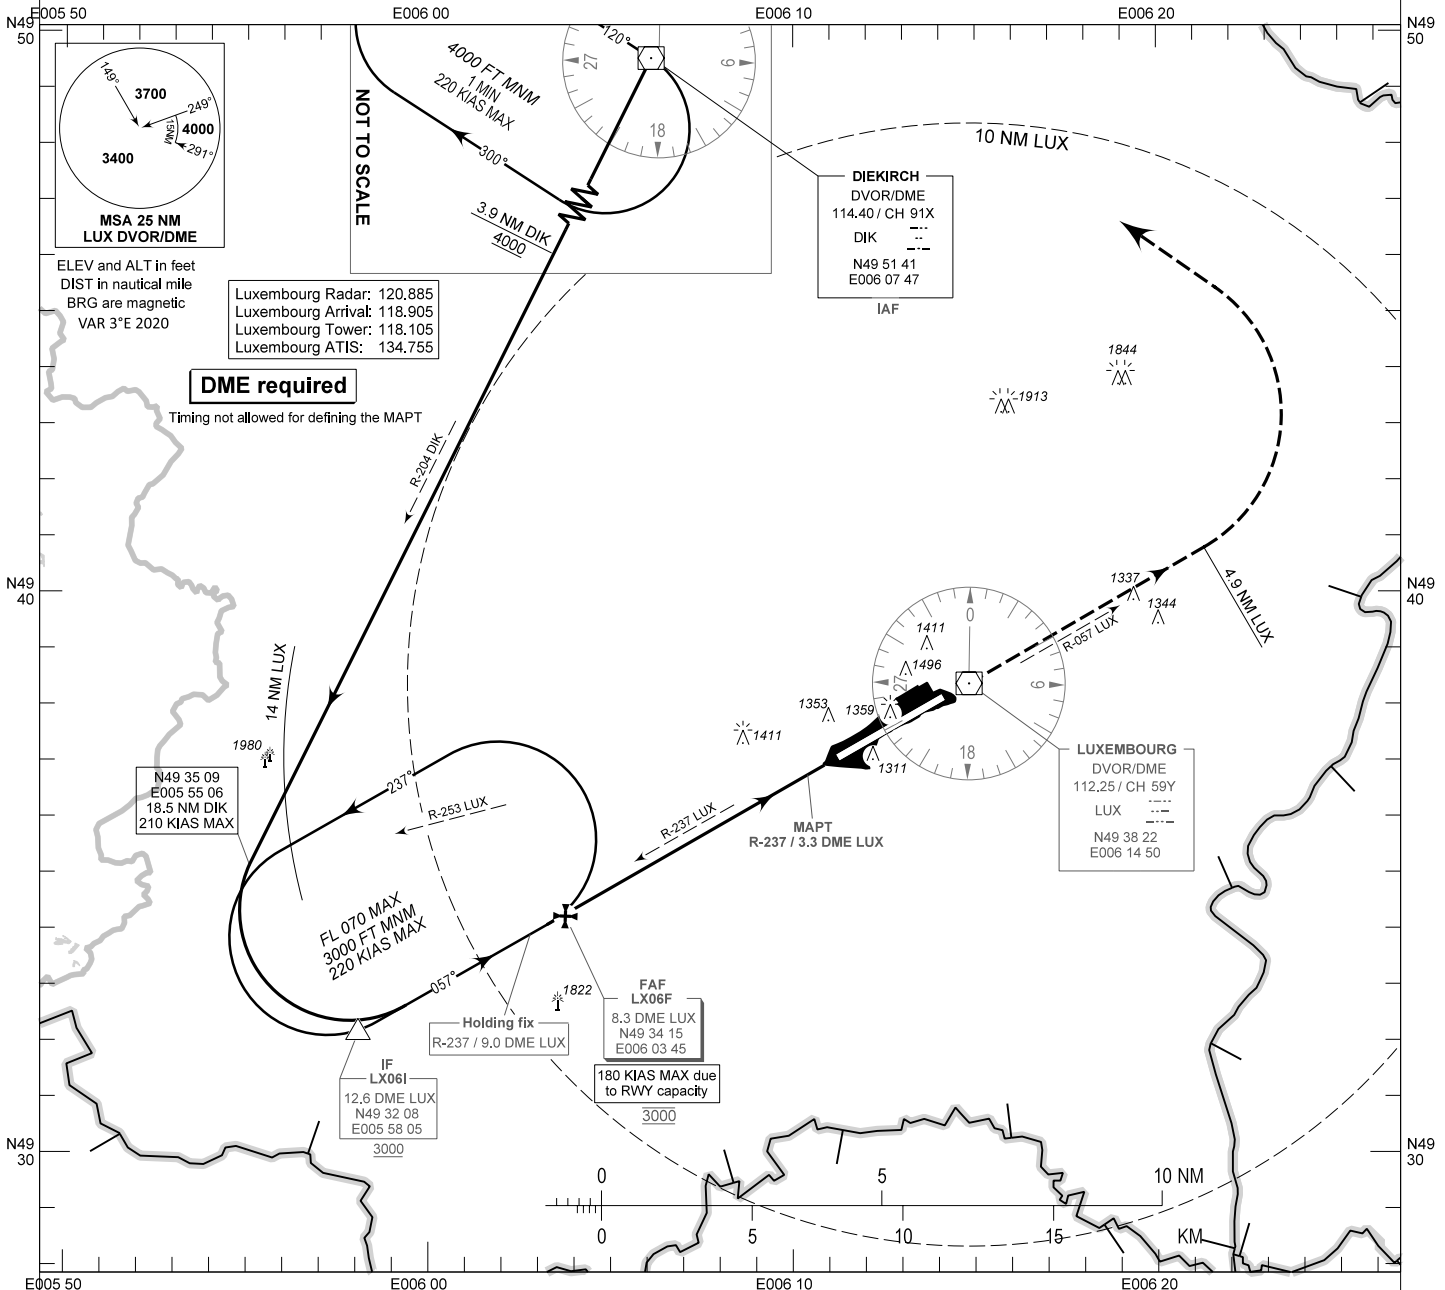 E005 50
E006 00
E006 10
E006 20
N49
50
N49
50
149°
3700
249°
15NM
4000
291°
3400
MSA 25 NM
LUX DVOR/DME
ELEV and ALT in feet
DIST in nautical mile
BRG are magnetic
VAR 3°E 2020
Luxembourg Radar: 120.885
Luxembourg Arrival: 118.905
Luxembourg Tower: 118.105
Luxembourg ATIS: 134.755
DME required
Timing not allowed for defining the MAPT
NOT TO SCALE
4000 FT MNM
1 MIN
220 KIAS MAX
120°
300°
27
6
18
3.9 NM DIK
4000
10 NM LUX
DIEKIRCH
DVOR/DME
114.40 / CH 91X
DIK
N49 51 41
E006 07 47
IAF
1844
1913
R-204 DIK
N49
40
N49
40
1337
1344
4.9 NM LUX
R-057 LUX
0
27
6
18
1411
1496
1353
1359
1411
1311
14 NM LUX
1980
N49 35 09
E005 55 06
18.5 NM DIK
210 KIAS MAX
237°
R-253 LUX
R-237 LUX
MAPT
R-237 / 3.3 DME LUX
LUXEMBOURG
DVOR/DME
112.25 / CH 59Y
LUX
N49 38 22
E006 14 50
FL 070 MAX
3000 FT MNM
220 KIAS MAX
057°
1822
Holding fix
R-237 / 9.0 DME LUX
FAF
LX06F
8.3 DME LUX
N49 34 15
E006 03 45
180 KIAS MAX due
to RWY capacity
3000
IF
LX06I
12.6 DME LUX
N49 32 08
E005 58 05
3000
N49
30
N49
30
0
5
10 NM
0
5
10
15
KM
E005 50
E006 00
E006 10
E006 20